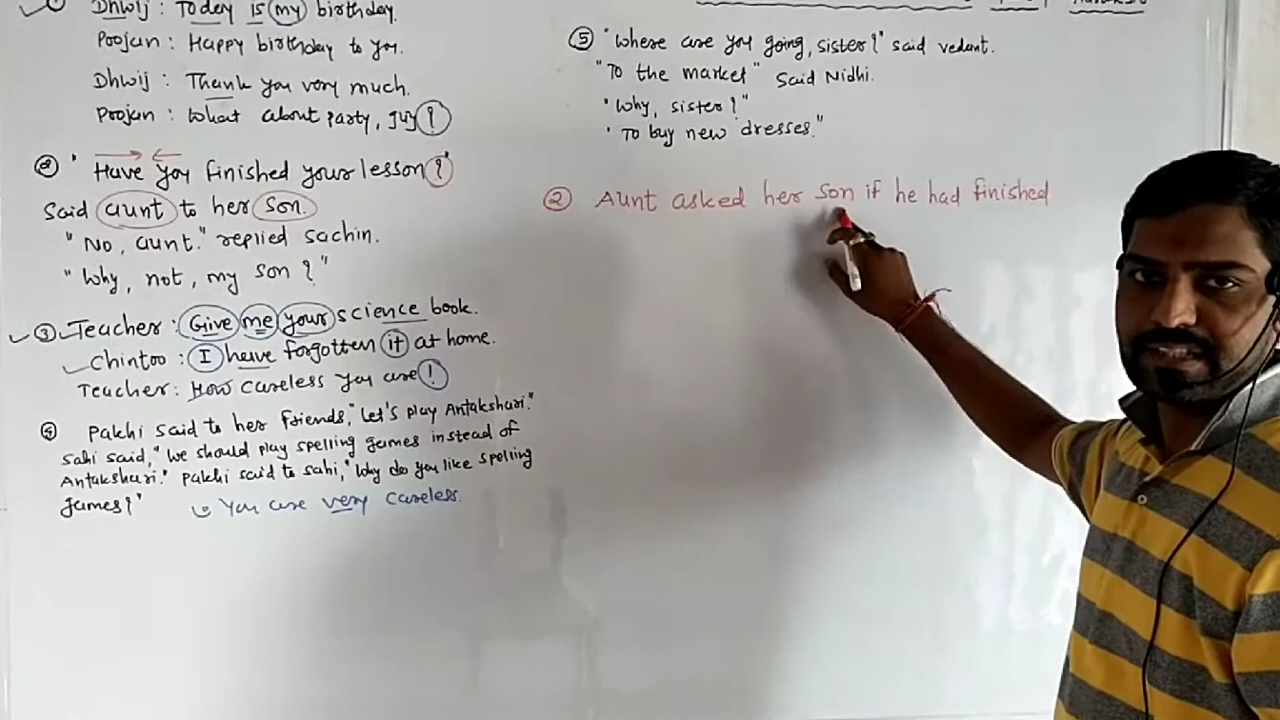 ① Dhwij: Today is my birthday.
Poojan: Happy birthday to you.
Dhwij: Thank you very much.
Poojan: What about party, guy?
② "Have you finished your lesson?"
Said aunt to her son.
"No, aunt." replied sachin.
"Why, not, my son?"
③ Teacher: Give me your science book.
Chintoo: I have forgotten it at home.
Teacher: How careless you are!
④ Pakhi said to her friends, "Let's play Antakshari."
Sahi said, "We should play spelling games instead of
Antakshari." Pakhi said to sahi, "Why do you like spelling
games?"
You are very careless.
⑤ "Where are you going, sister?" said vedant.
"To the market" Said Nidhi.
"Why, sister?"
"To buy new dresses."
② Aunt asked her son if he had finished